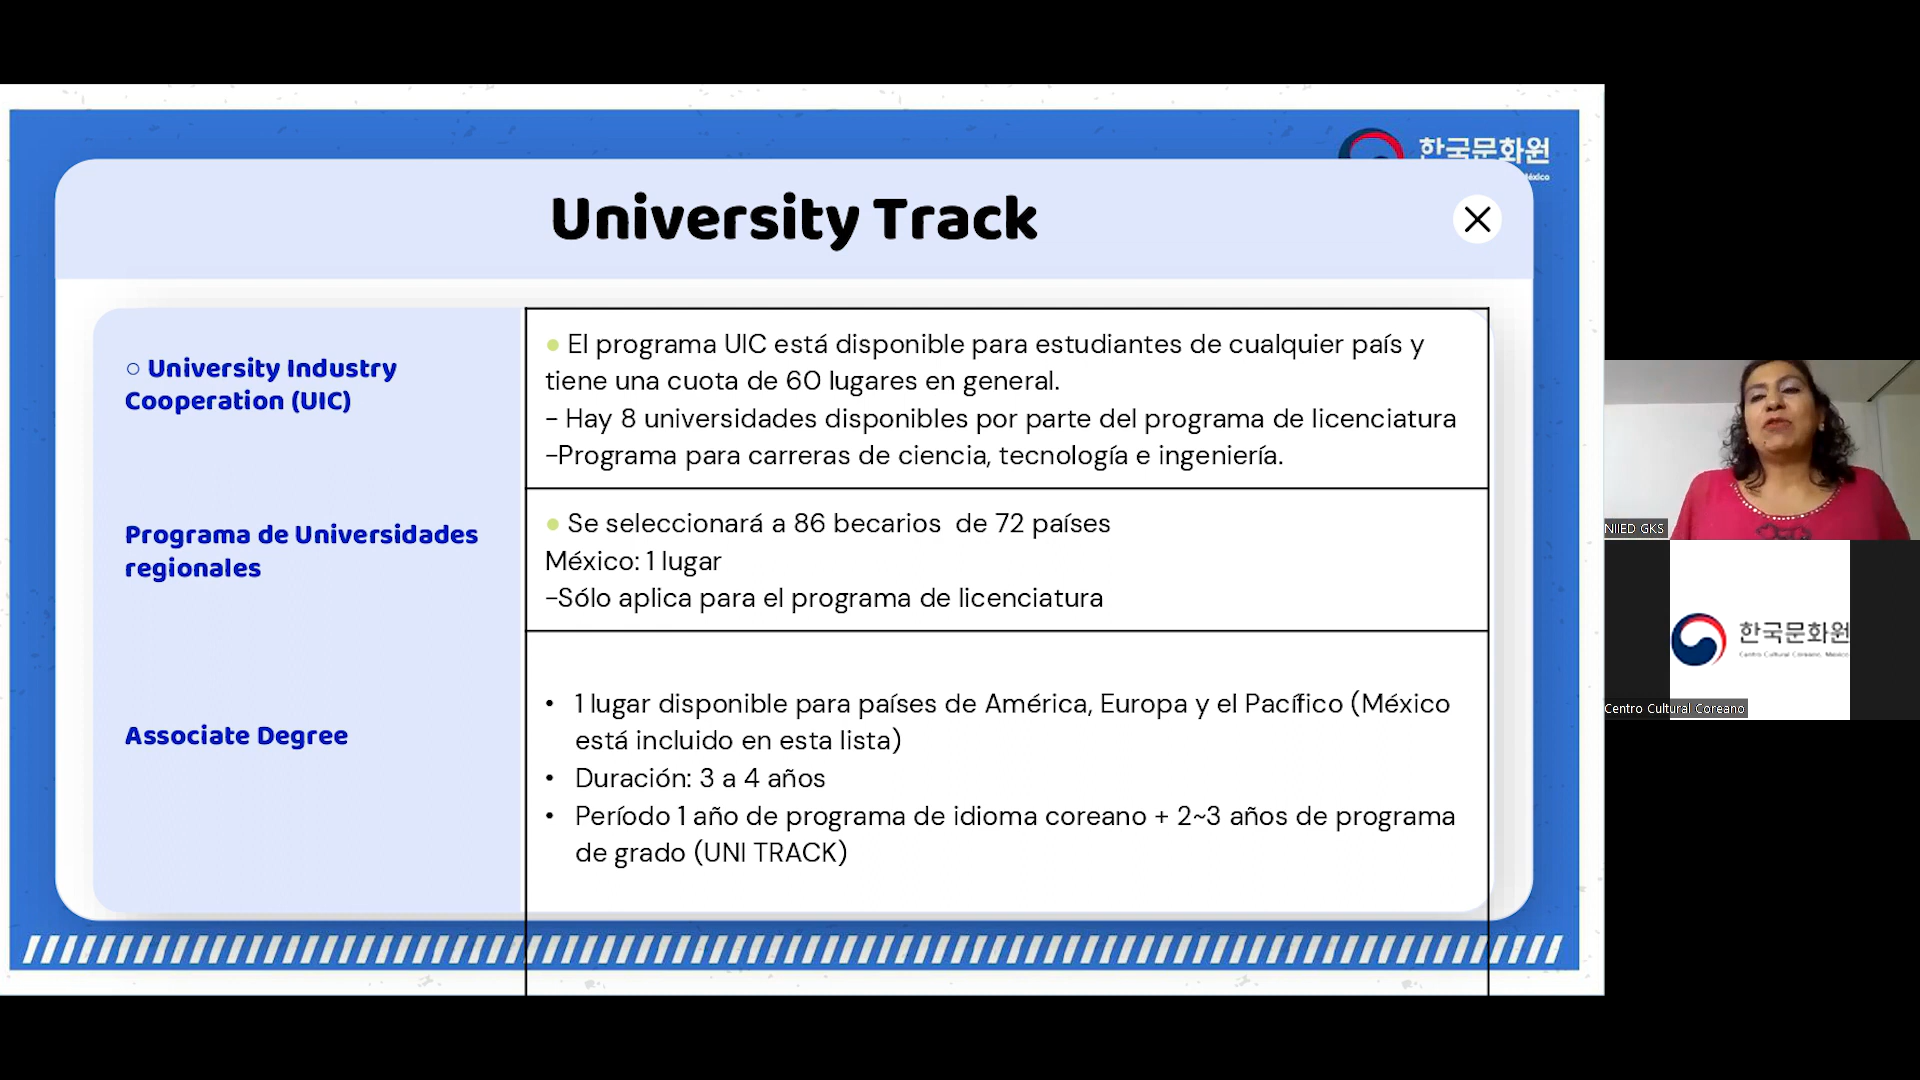 한국문화원
México
University Track
○ University Industry
Cooperation (UIC)
● El programa UIC está disponible para estudiantes de cualquier país y
tiene una cuota de 60 lugares en general.
- Hay 8 universidades disponibles por parte del programa de licenciatura
-Programa para carreras de ciencia, tecnología e ingeniería.
Programa de Universidades
regionales
● Se seleccionará a 86 becarios  de 72 países
México: 1 lugar
-Sólo aplica para el programa de licenciatura
Associate Degree
• 1 lugar disponible para países de América, Europa y el Pacífico (México
está incluido en esta lista)
• Duración: 3 a 4 años
• Período 1 año de programa de idioma coreano + 2~3 años de programa
de grado (UNI TRACK)
NIIED GKS
한국문화원
Centro Cultural Coreano, México
Centro Cultural Coreano